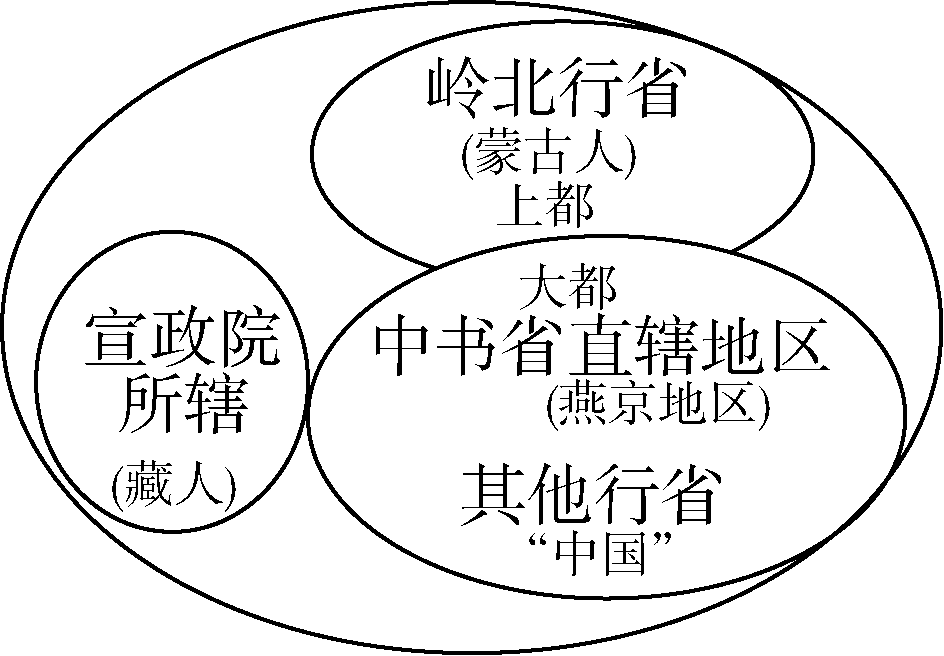 岭北行省
(蒙古人)
上都
宣政院
所辖
(藏人)
大都
中书省直辖地区
(燕京地区)
其他行省
“中国”